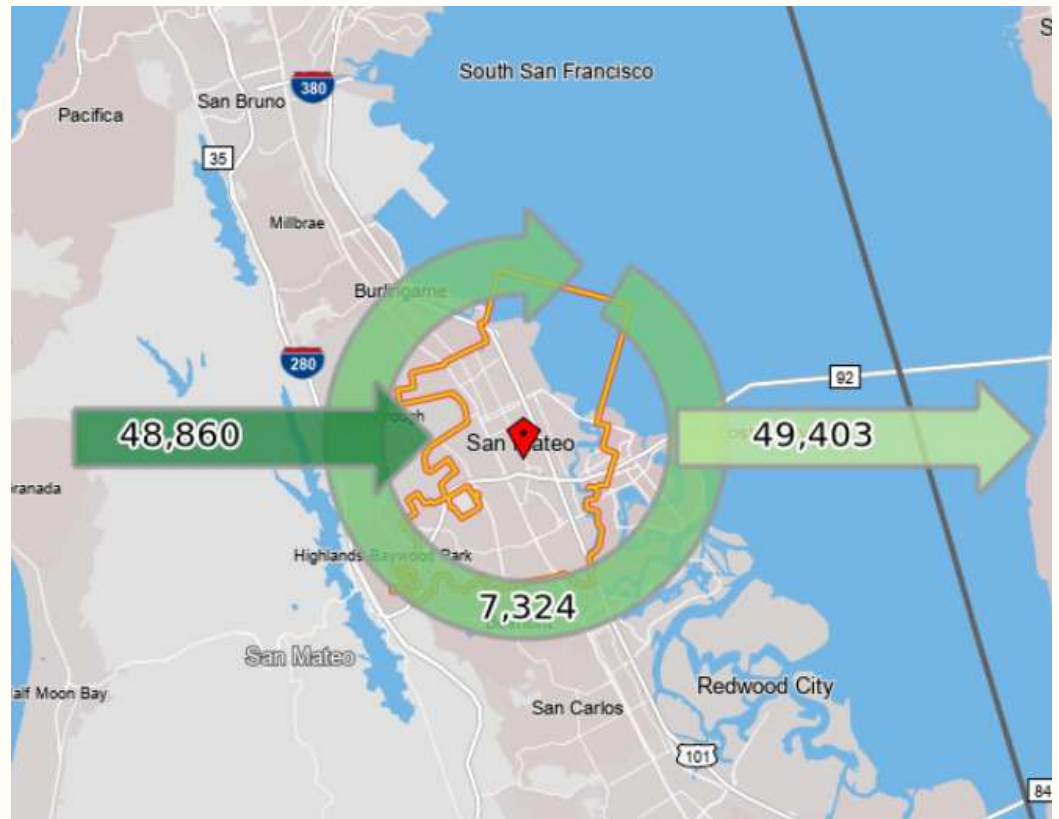 South San Francisco
380
San Bruno
Pacifica
35
Millbrae
Burlingame
280
92
48,860
San Mateo
49,403
Highlands-Baywood Park
7,324
San Mateo
Redwood City
San Carlos
101
84